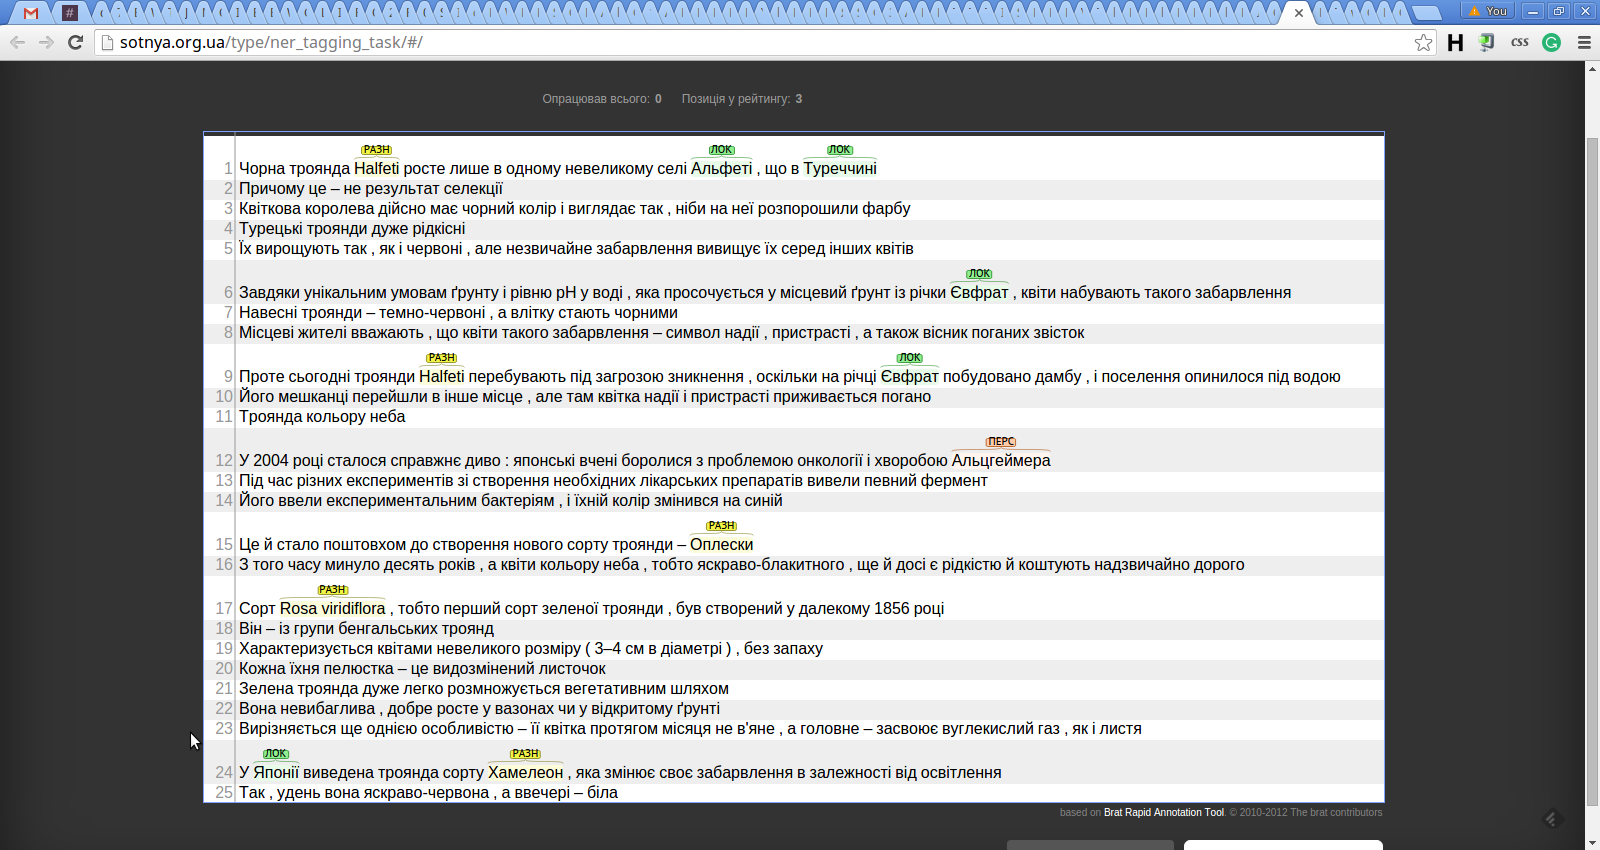 You
sotnya.org.ua/type/ner_tagging_task/#/
H
css
Опрацював всього: 0 Позиція у рейтингу: 3
РАЗН ЛОК ЛОК
1 Чорна троянда Halfeti росте лише в одному невеликому селі Альфеті , що в Туреччині
2 Причому це – не результат селекції
3 Квіткова королева дійсно має чорний колір і виглядає так , ніби на неї розпорошили фарбу
4 Турецькі троянди дуже рідкісні
5 Їх вирощують так , як і червоні , але незвичайне забарвлення вивищує їх серед інших квітів
ЛОК
6 Завдяки унікальним умовам ґрунту і рівню pH у воді , яка просочується у місцевий ґрунт із річки Євфрат , квіти набувають такого забарвлення
7 Навесні троянди – темно-червоні , а влітку стають чорними
8 Місцеві жителі вважають , що квіти такого забарвлення – символ надії , пристрасті , а також вісник поганих звісток
РАЗН ЛОК
9 Проте сьогодні троянди Halfeti перебувають під загрозою зникнення , оскільки на річці Євфрат побудовано дамбу , і поселення опинилося під водою
10 Його мешканці перейшли в інше місце , але там квітка надії і пристрасті приживається погано
11 Троянда кольору неба
ПЕРС
12 У 2004 році сталося справжнє диво : японські вчені боролися з проблемою онкології і хворобою Альцгеймера
13 Під час різних експериментів зі створення необхідних лікарських препаратів вивели певний фермент
14 Його ввели експериментальним бактеріям , і їхній колір змінився на синій
РАЗН
15 Це й стало поштовхом до створення нового сорту троянди – Оплески
16 З того часу минуло десять років , а квіти кольору неба , тобто яскраво-блакитного , ще й досі є рідкістю й коштують надзвичайно дорого
РАЗН
17 Сорт Rosa viridiflora , тобто перший сорт зеленої троянди , був створений у далекому 1856 році
18 Він – із групи бенгальських троянд
19 Характеризується квітами невеликого розміру ( 3–4 см в діаметрі ) , без запаху
20 Кожна їхня пелюстка – це видозмінений листочок
21 Зелена троянда дуже легко розмножується вегетативним шляхом
22 Вона невибаглива , добре росте у вазонах чи у відкритому ґрунті
23 Вирізняється ще однією особливістю – її квітка протягом місяця не в'яне , а головне – засвоює вуглекислий газ , як і листя
ЛОК РАЗН
24 У Японії виведена троянда сорту Хамелеон , яка змінює своє забарвлення в залежності від освітлення
25 Так , удень вона яскраво-червона , а ввечері – біла
based on Brat Rapid Annotation Tool. © 2010-2012 The brat contributors